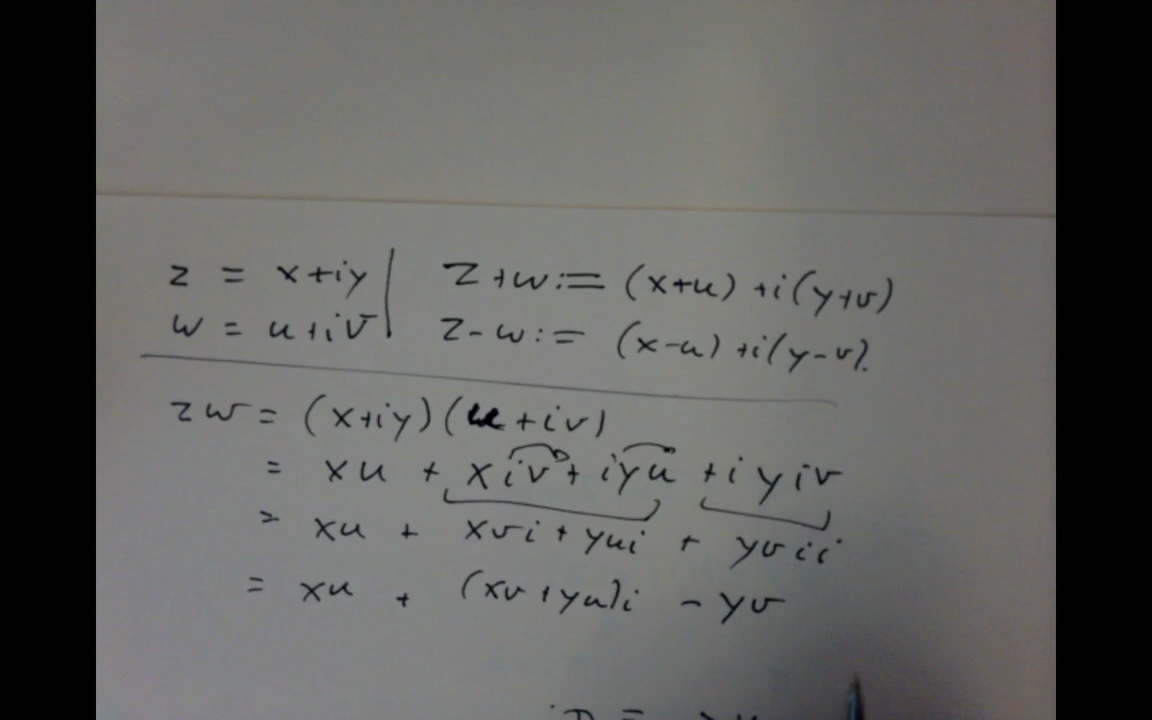 z = x+iy | z+w := (x+u) +i(y+v)
w = u+iv | z-w := (x-u) +i(y-v).
zw = (x+iy)(u+iv)
= xu + xiv + iyu + iyiv
= xu + xvi + yui + yvii
= xu + (xv+yu)i - yv